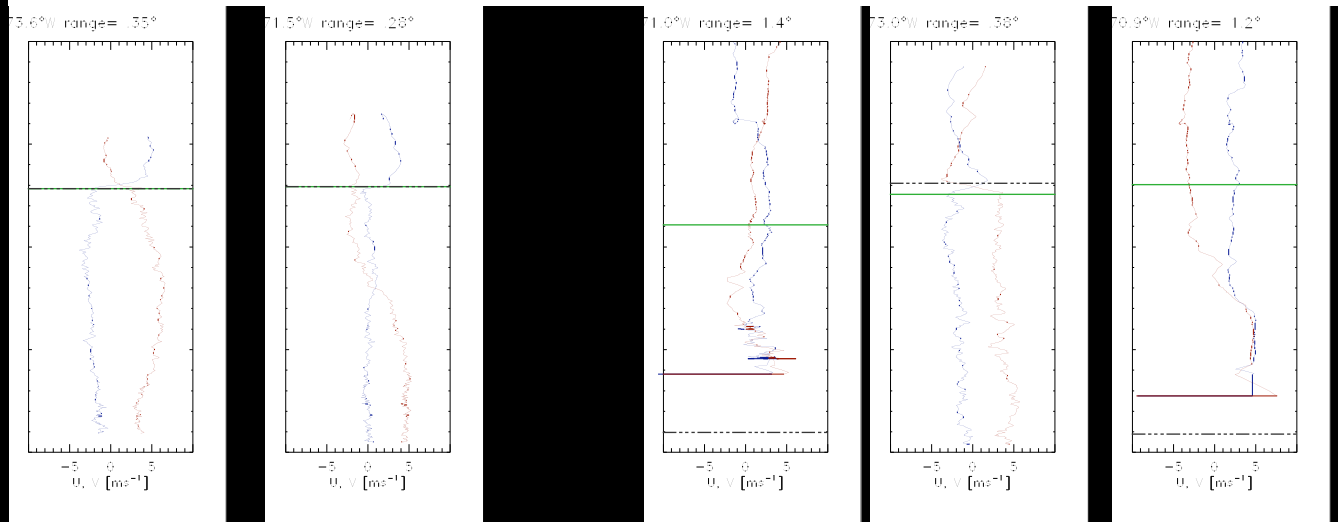 73.6°W range= .35°
71.5°W range= .28°
71.0°W range= 1.4°
73.0°W range= .38°
70.9°W range= 1.2°
-5 0 5
-5 0 5
-5 0 5
-5 0 5
-5 0 5
U, V [ms⁻¹]
U, V [ms⁻¹]
U, V [ms⁻¹]
U, V [ms⁻¹]
U, V [ms⁻¹]